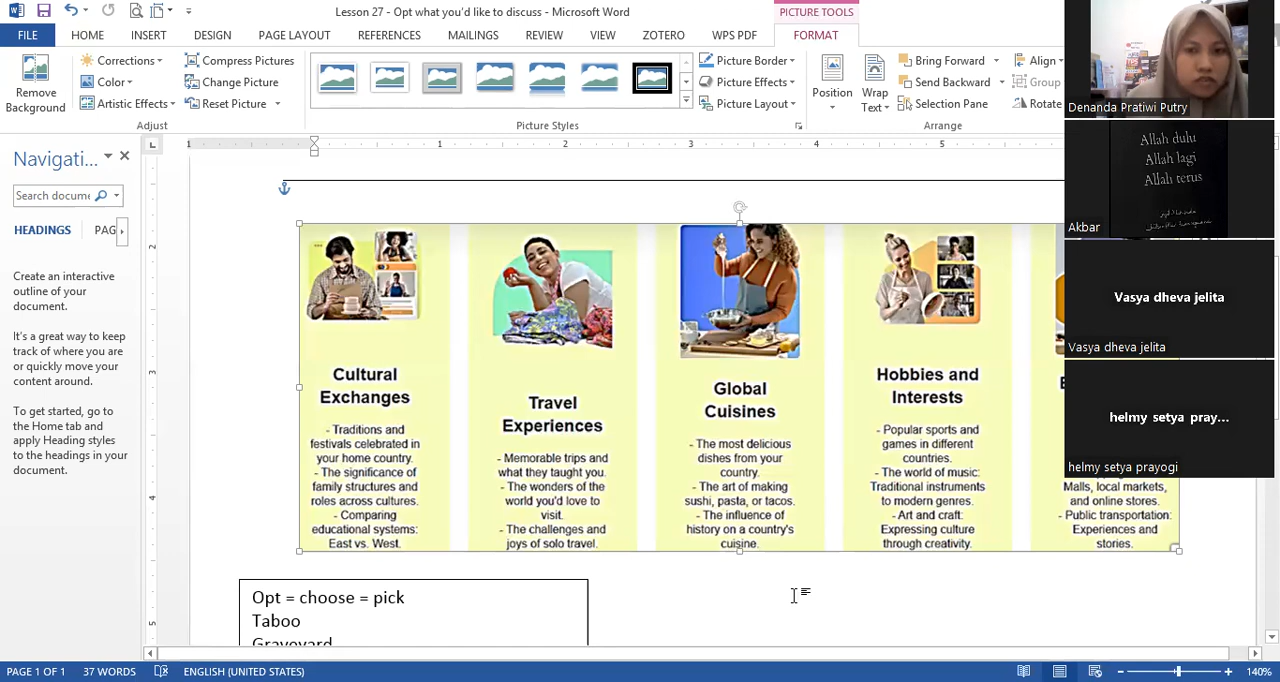 Lesson 27 - Opt what you'd like to discuss - Microsoft Word
PICTURE TOOLS
FILE
HOME
INSERT
DESIGN
PAGE LAYOUT
REFERENCES
MAILINGS
REVIEW
VIEW
ZOTERO
WPS PDF
FORMAT
Remove
Background
Corrections
Color
Artistic Effects
Compress Pictures
Change Picture
Reset Picture
Adjust
Picture Styles
Picture Border
Picture Effects
Picture Layout
Position
Wrap
Text
Bring Forward
Send Backward
Selection Pane
Align
Group
Rotate
Arrange
Denanda Pratiwi Putry
Allah dulu
Allah lagi
Allah terus
Akbar
Vasya dheva jelita
Vasya dheva jelita
helmy setya pray...
helmy setya prayogi
Navigati...
Search docume
HEADINGS
PAG
Create an interactive
outline of your
document.
It's a great way to keep
track of where you are
or quickly move your
content around.
To get started, go to
the Home tab and
apply Heading styles
to the headings in your
document.
1 1 2 3 4 5
2
3
4
5
Cultural
Exchanges
- Traditions and
festivals celebrated in
your home country.
- The significance of
family structures and
roles across cultures.
- Comparing
educational systems:
East vs. West.
Travel
Experiences
- Memorable trips and
what they taught you.
- The wonders of the
world you'd love to
visit.
- The challenges and
joys of solo travel.
Global
Cuisines
- The most delicious
dishes from your
country.
- The art of making
sushi, pasta, or tacos.
- The influence of
history on a country's
cuisine.
Hobbies and
Interests
- Popular sports and
games in different
countries.
- The world of music:
Traditional instruments
to modern genres.
- Art and craft:
Expressing culture
through creativity.
Malls, local markets,
and online stores.
- Public transportation:
Experiences and
stories.
Opt = choose = pick
Taboo
Graveyard
PAGE 1 OF 1
37 WORDS
ENGLISH (UNITED STATES)
140%